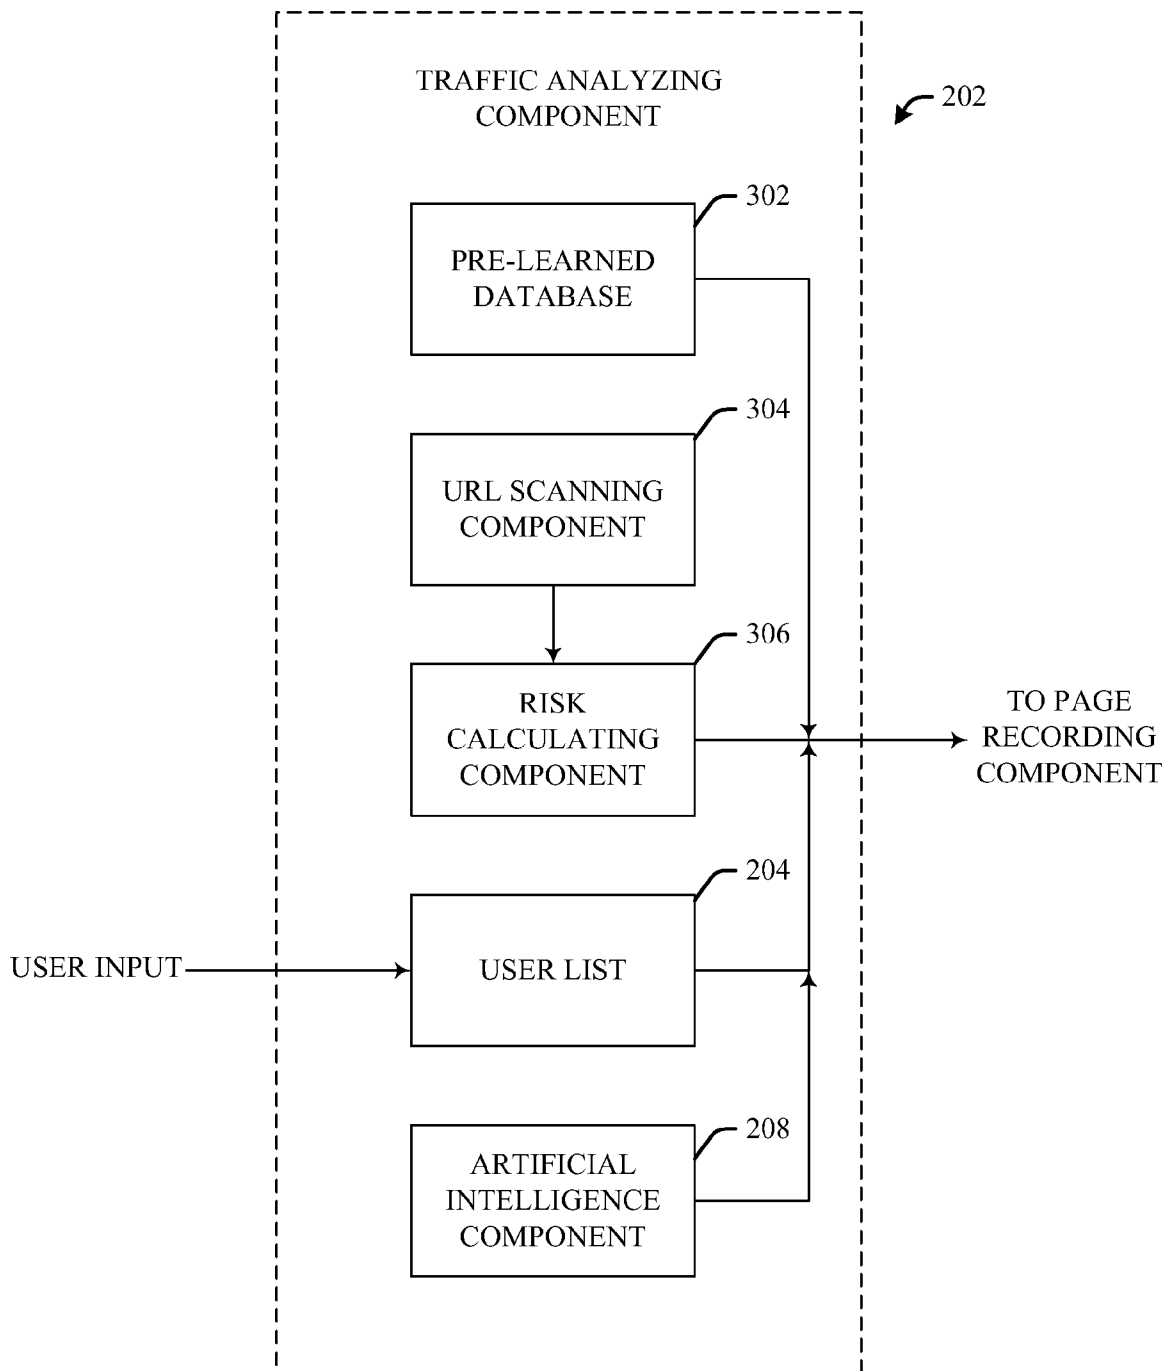 TRAFFIC ANALYZING
COMPONENT
202
302
PRE-LEARNED
DATABASE
304
URL SCANNING
COMPONENT
306
RISK
CALCULATING
COMPONENT
TO PAGE
RECORDING
COMPONENT
204
USER INPUT
USER LIST
208
ARTIFICIAL
INTELLIGENCE
COMPONENT